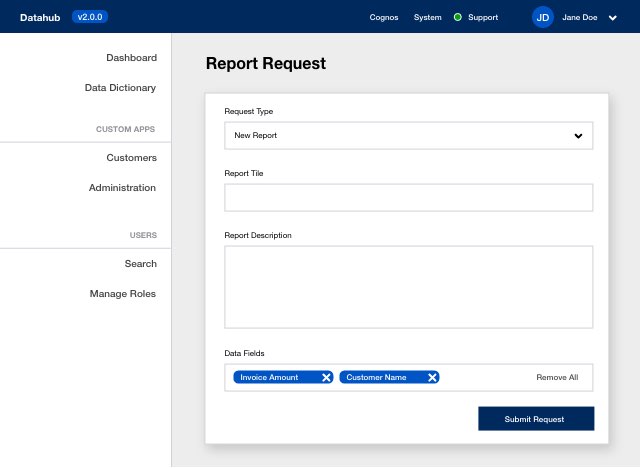 Datahub v2.0.0 Cognos System Support JD Jane Doe
Dashboard
Data Dictionary
CUSTOM APPS
Customers
Administration
USERS
Search
Manage Roles
Report Request
Request Type
New Report
Report Tile
Report Description
Data Fields
Invoice Amount Customer Name Remove All
Submit Request